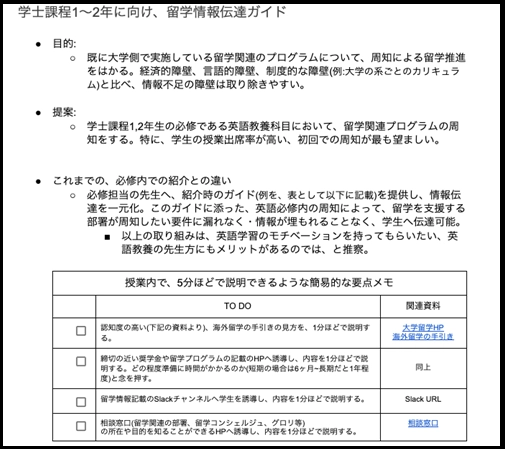 学士課程1〜2年に向け、留学情報伝達ガイド
● 目的:
○ 既に大学側で実施している留学関連のプログラムについて、周知による留学推進
をはかる。経済的障壁、言語的障壁、制度的な障壁(例:大学の系ごとのカリキュラ
ム)と比べ、情報不足の障壁は取り除きやすい。
● 提案:
○ 学士課程1,2年生の必修である英語教養科目において、留学関連プログラムの周
知をする。特に、学生の授業出席率が高い、初回での周知が最も望ましい。
● これまでの、必修内での紹介との違い
○ 必修担当の先生へ、紹介時のガイド(例を、表として以下に記載)を提供し、情報伝
達を一元化。このガイドに添った、英語必修内での周知によって、留学を支援する
部署が周知したい要件に漏れなく・情報が埋もれることなく、学生へ伝達可能。
■ 以上の取り組みは、英語学習のモチベーションを持ってもらいたい、英
語教養の先生方にもメリットがあるのでは、と推察。
授業内で、5分ほどで説明できるような簡易的な要点メモ
TO DO
関連資料
認知度の高い(下記の資料より)、海外留学の手引きの見方を、1分ほどで説明す
る。
大学留学HP
海外留学の手引き
締切の近い奨学金や留学プログラムの記載のHPへ誘導し、内容を1分ほどで説
明する。どの程度準備に時間がかかるのか(短期の場合は6ヶ月~長期だと1年程
度)と念を押す。
同上
留学情報記載のSlackチャンネルへ学生を誘導し、内容を1分ほどで説明する。
Slack URL
相談窓口(留学関連の部署、留学コンシェルジュ、グロリ等)
の所在や目的を知ることができるHPへ誘導し、内容を1分ほどで説明する。
相談窓口